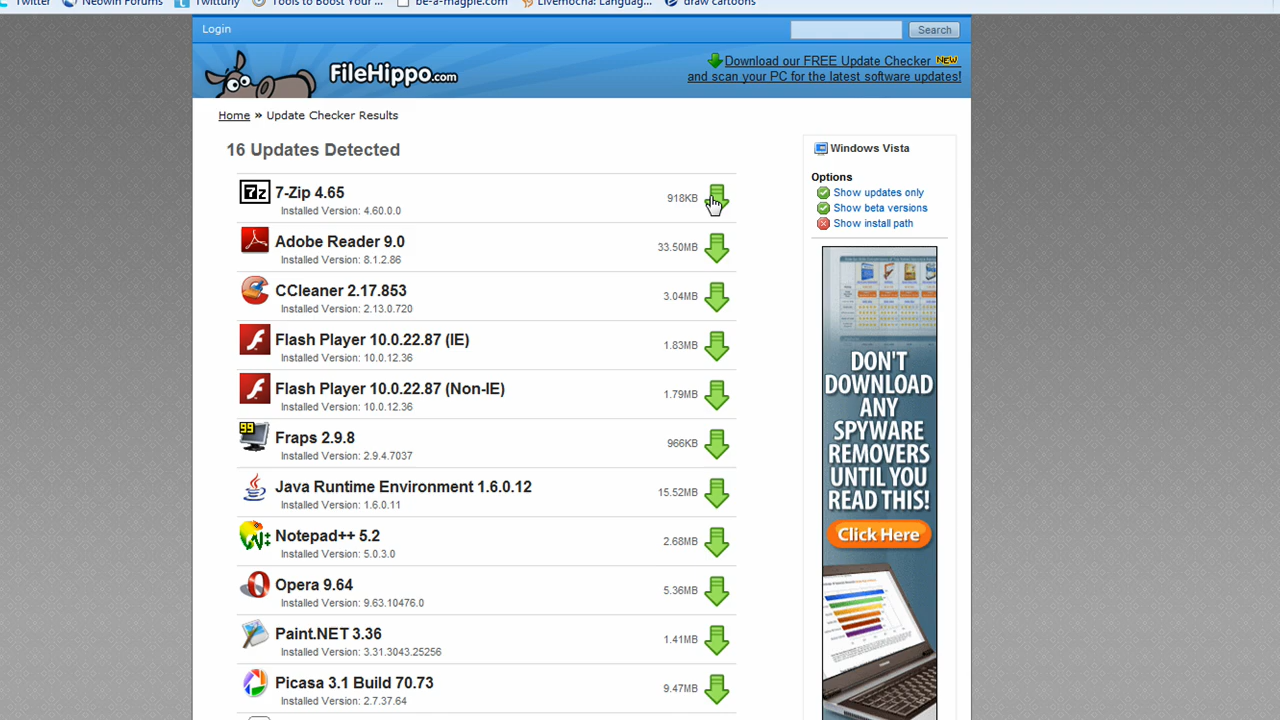 Twitter
Neowin Forums
Twitturly
Tools to Boost Your ...
be-a-magpie.com
Livemocha: Languag...
draw cartoons
Login
Search
FileHippo.com
Download our FREE Update Checker NEW
and scan your PC for the latest software updates!
Home » Update Checker Results
16 Updates Detected
7z
7-Zip 4.65
Installed Version: 4.60.0.0
918KB
Adobe Reader 9.0
Installed Version: 8.1.2.86
33.50MB
CCleaner 2.17.853
Installed Version: 2.13.0.720
3.04MB
Flash Player 10.0.22.87 (IE)
Installed Version: 10.0.12.36
1.83MB
Flash Player 10.0.22.87 (Non-IE)
Installed Version: 10.0.12.36
1.79MB
99
Fraps 2.9.8
Installed Version: 2.9.4.7037
966KB
Java Runtime Environment 1.6.0.12
Installed Version: 1.6.0.11
15.52MB
Notepad++ 5.2
Installed Version: 5.0.3.0
2.68MB
Opera 9.64
Installed Version: 9.63.10476.0
5.36MB
Paint.NET 3.36
Installed Version: 3.31.3043.25256
1.41MB
Picasa 3.1 Build 70.73
Installed Version: 2.7.37.64
9.47MB
Windows Vista
Options
Show updates only
Show beta versions
Show install path
DON'T
DOWNLOAD
ANY
SPYWARE
REMOVERS
UNTIL YOU
READ THIS!
Click Here